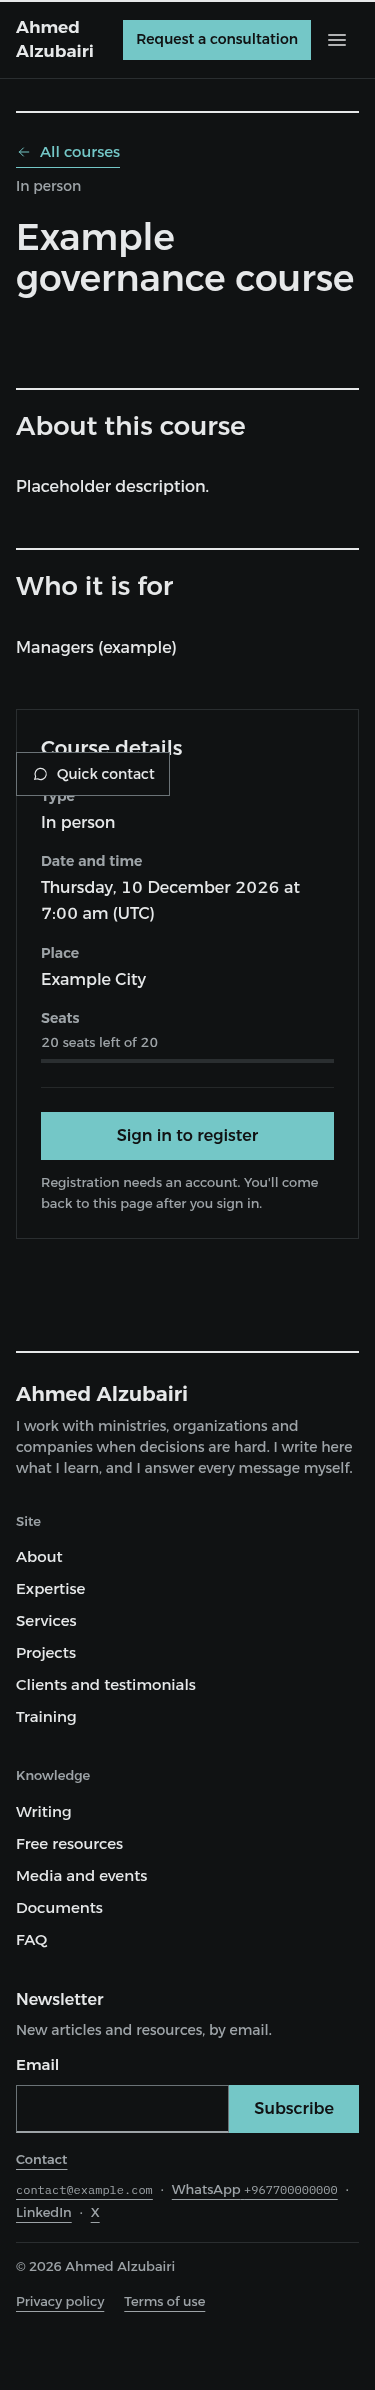 Ahmed
Alzubairi
Request a consultation
← All courses
In person
Example
governance course
About this course
Placeholder description.
Who it is for
Managers (example)
Course details
Quick contact
Type
In person
Date and time
Thursday, 10 December 2026 at
7:00 am (UTC)
Place
Example City
Seats
20 seats left of 20
Sign in to register
Registration needs an account. You'll come
back to this page after you sign in.
Ahmed Alzubairi
I work with ministries, organizations and
companies when decisions are hard. I write here
what I learn, and I answer every message myself.
Site
About
Expertise
Services
Projects
Clients and testimonials
Training
Knowledge
Writing
Free resources
Media and events
Documents
FAQ
Newsletter
New articles and resources, by email.
Email
Subscribe
Contact
contact@example.com · WhatsApp +967700000000 ·
LinkedIn · X
© 2026 Ahmed Alzubairi
Privacy policy Terms of use